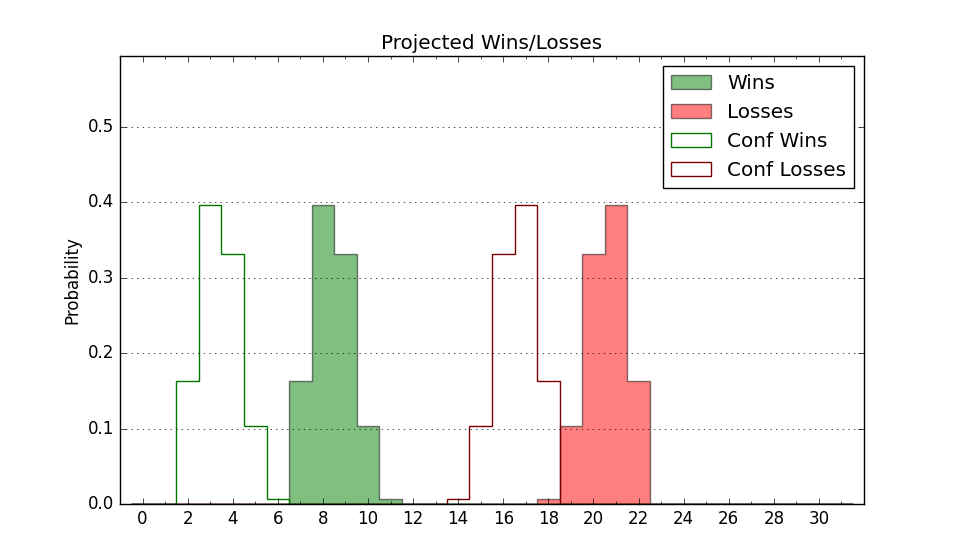 Projected Wins/Losses
Wins
Losses
Conf Wins
Conf Losses
Probability
0.5
0.4
0.3
0.2
0.1
0.0
0 2 4 6 8 10 12 14 16 18 20 22 24 26 28 30